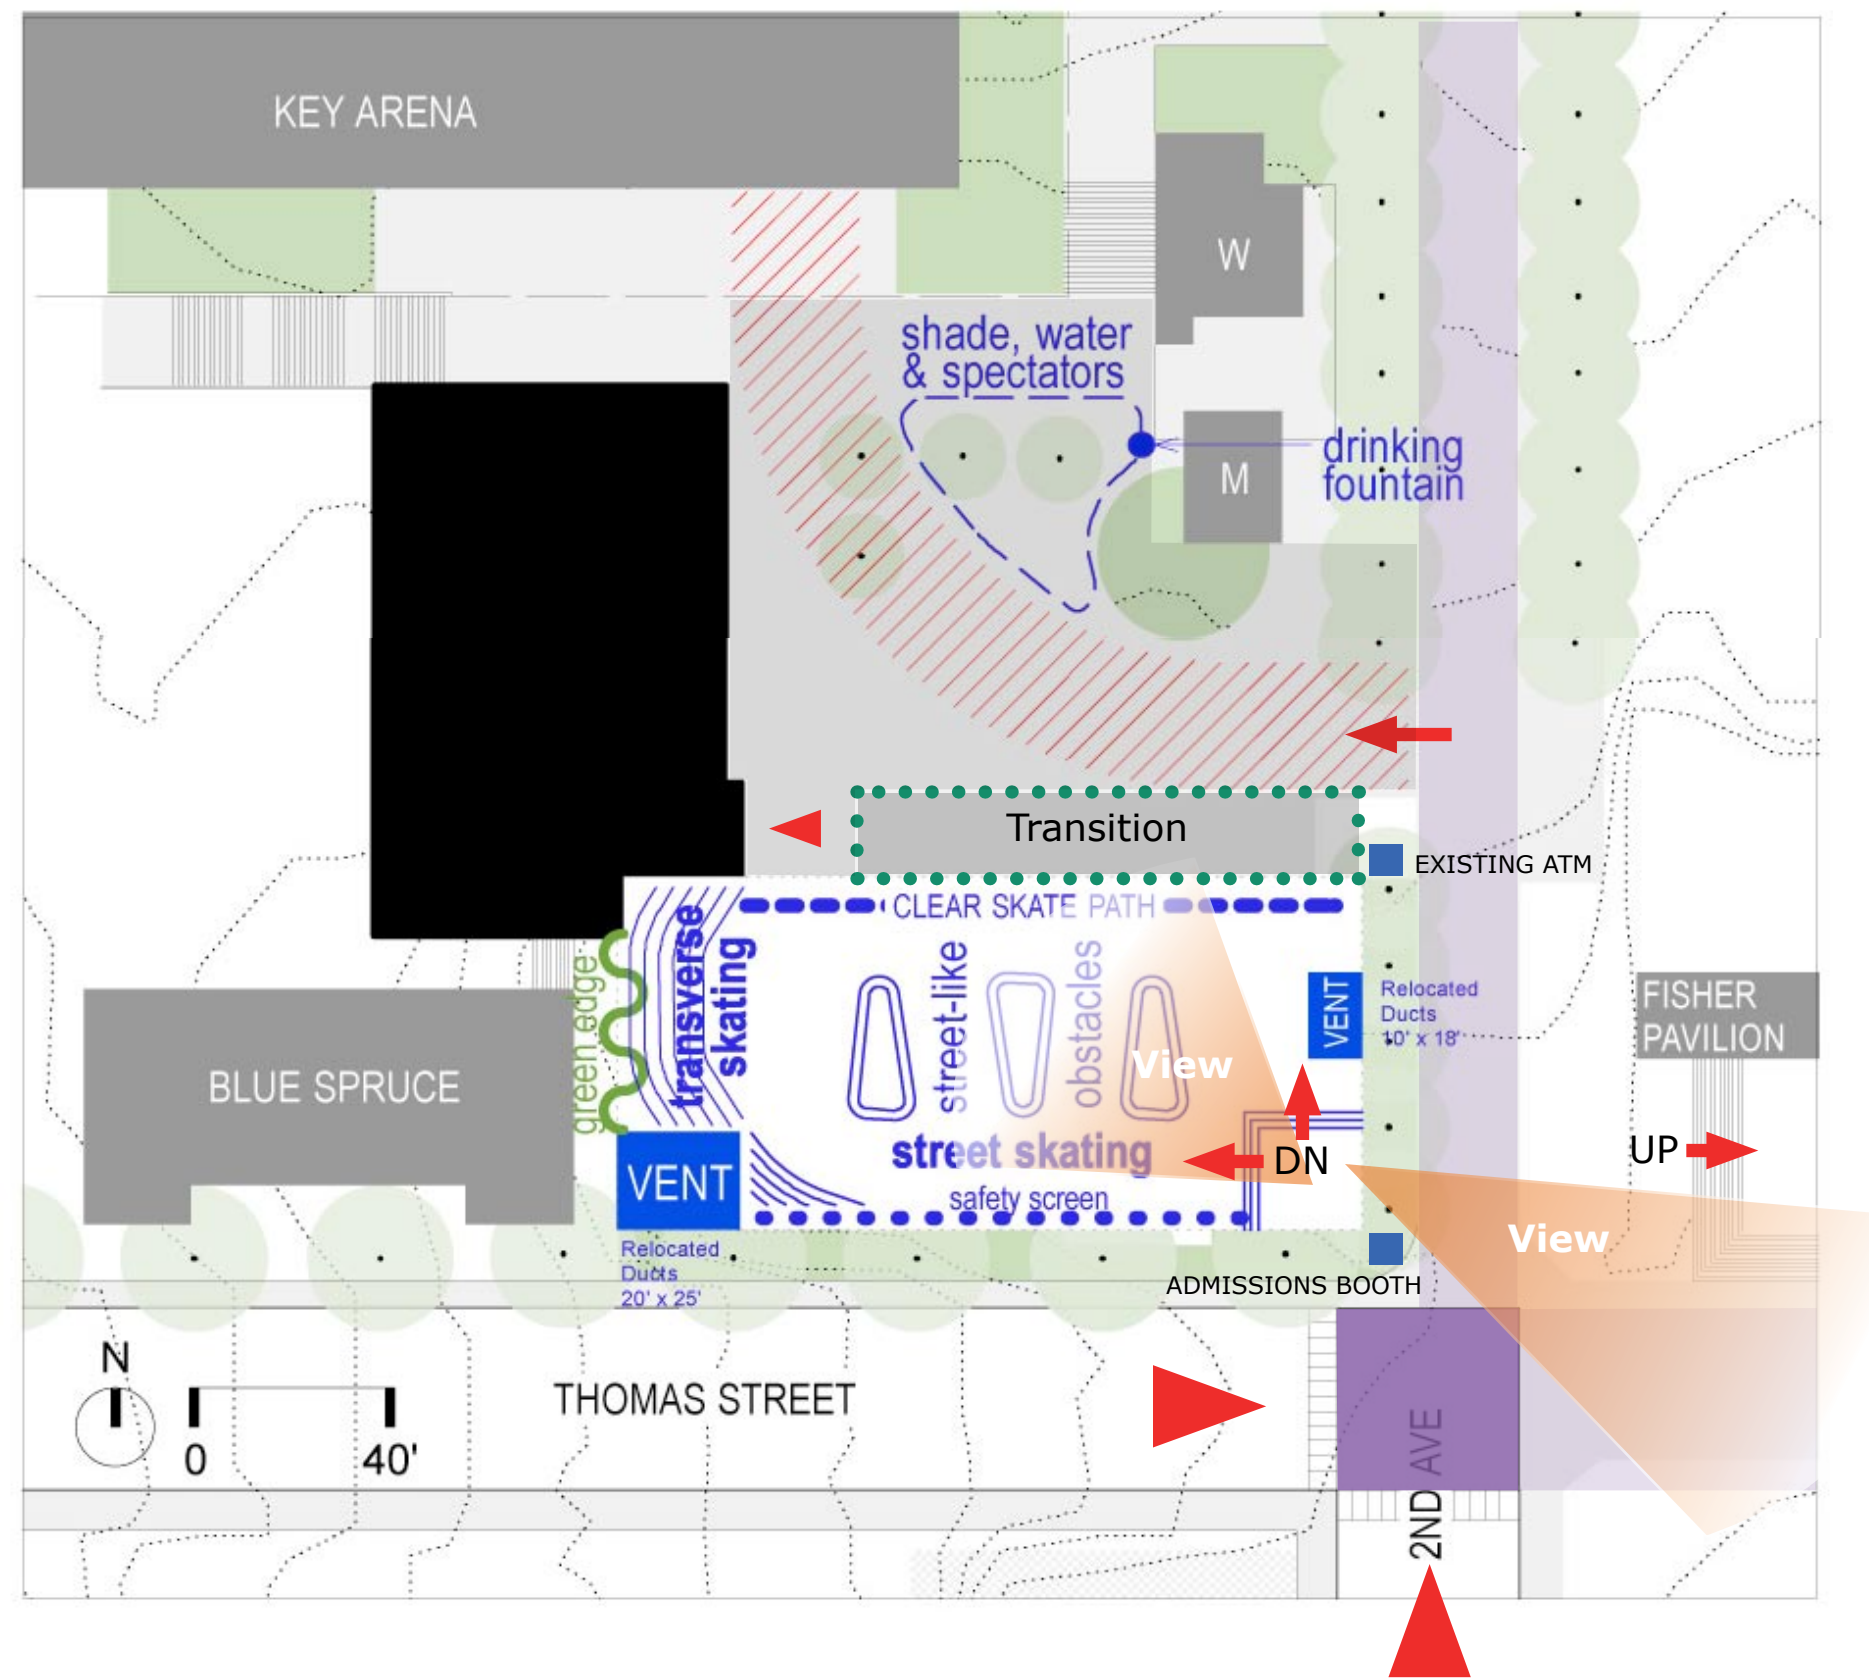 KEY ARENA
W
shade, water
& spectators
drinking
fountain
M
Transition
EXISTING ATM
CLEAR SKATE PATH
transverse
skating
street-like
obstacles
green edge
VENT
Relocated
Ducts
10' x 18'
FISHER
PAVILION
View
BLUE SPRUCE
street skating
DN
UP
VENT
safety screen
View
Relocated
Ducts
20' x 25'
ADMISSIONS BOOTH
N
0
40'
THOMAS STREET
2ND AVE